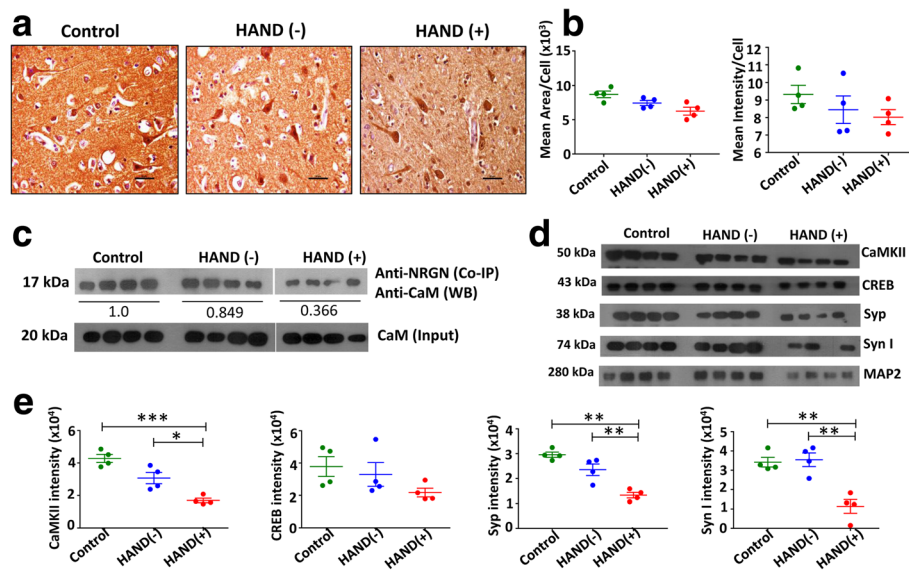 a
Control
HAND (-)
HAND (+)
b
Mean Area/Cell (x10³)
15
10
5
0
Control
HAND(-)
HAND(+)
Mean Intensity/Cell
12
11
10
9
8
7
6
Control
HAND(-)
HAND(+)
c
Control
HAND (-)
HAND (+)
17 kDa
Anti-NRGN (Co-IP)
Anti-CaM (WB)
1.0
0.849
0.366
20 kDa
CaM (Input)
d
Control
HAND (-)
HAND (+)
50 kDa
CaMKII
43 kDa
CREB
38 kDa
Syp
74 kDa
Syn I
280 kDa
MAP2
e
CaMKII intensity (x10⁴)
6
4
2
0
***
*
Control
HAND(-)
HAND(+)
CREB intensity (x10⁴)
6
4
2
0
Control
HAND(-)
HAND(+)
Syp intensity (x10⁴)
4
3
2
1
0
**
**
Control
HAND(-)
HAND(+)
Syn I intensity (x10⁴)
5
4
3
2
1
0
**
**
Control
HAND(-)
HAND(+)